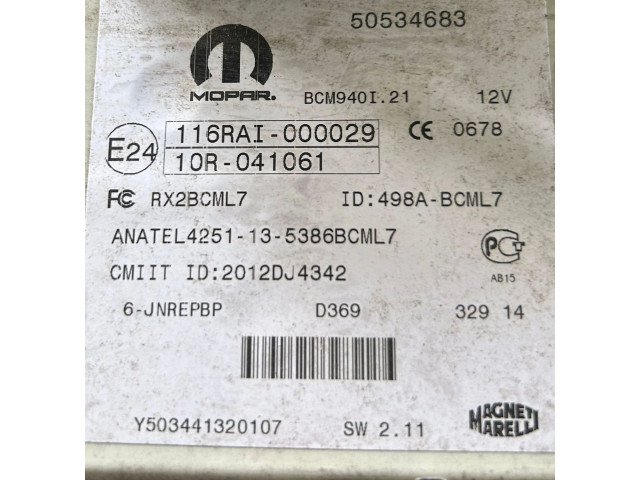 50534683
MOPAR. BCM940I.21 12V
E24 116RAI-000029 CE 0678
10R-041061
FC RX2BCML7 ID:498A-BCML7
ANATEL4251-13-5386BCML7
CMIIT ID:2012DJ4342
AB15
6-JNREPBP D369 329 14
Y503441320107 SW 2.11
MAGNETI
MARELLI